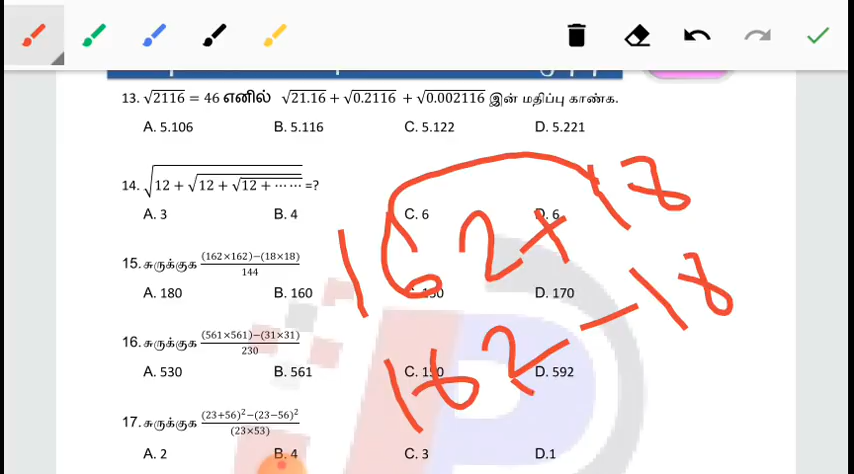 13. √2116 = 46 எனில் √21.16 + √0.2116 + √0.002116 இன் மதிப்பு காண்க.
A. 5.106 B. 5.116 C. 5.122 D. 5.221
14. √(12 + √(12 + √(12 + ⋯⋯))) =?
A. 3 B. 4 C. 6 D. 6
162+18
15. சுருக்குக ((162×162)−(18×18))/144
A. 180 B. 160 D. 170
162-18
16. சுருக்குக ((561×561)−(31×31))/230
A. 530 B. 561 C. 150 D. 592
17. சுருக்குக ((23+56)²−(23−56)²)/(23×53)
A. 2 B. 4 C. 3 D.1